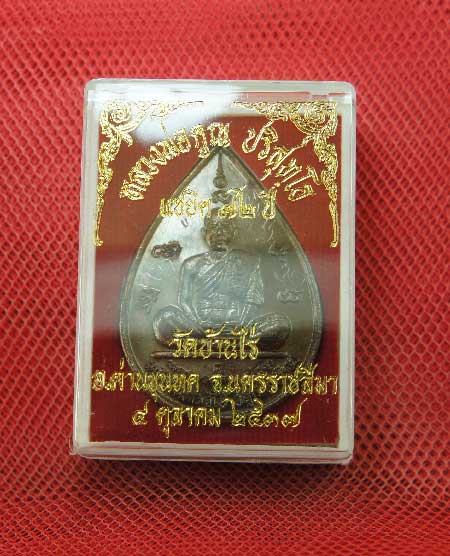 หลวงพ่อคูณ ปริสุทฺโธ
แซยิด ๗๒ ปี
วัดบ้านไร่
อ.ด่านขุนทด จ.นครราชสีมา
๔ ตุลาคม ๒๕๓๗